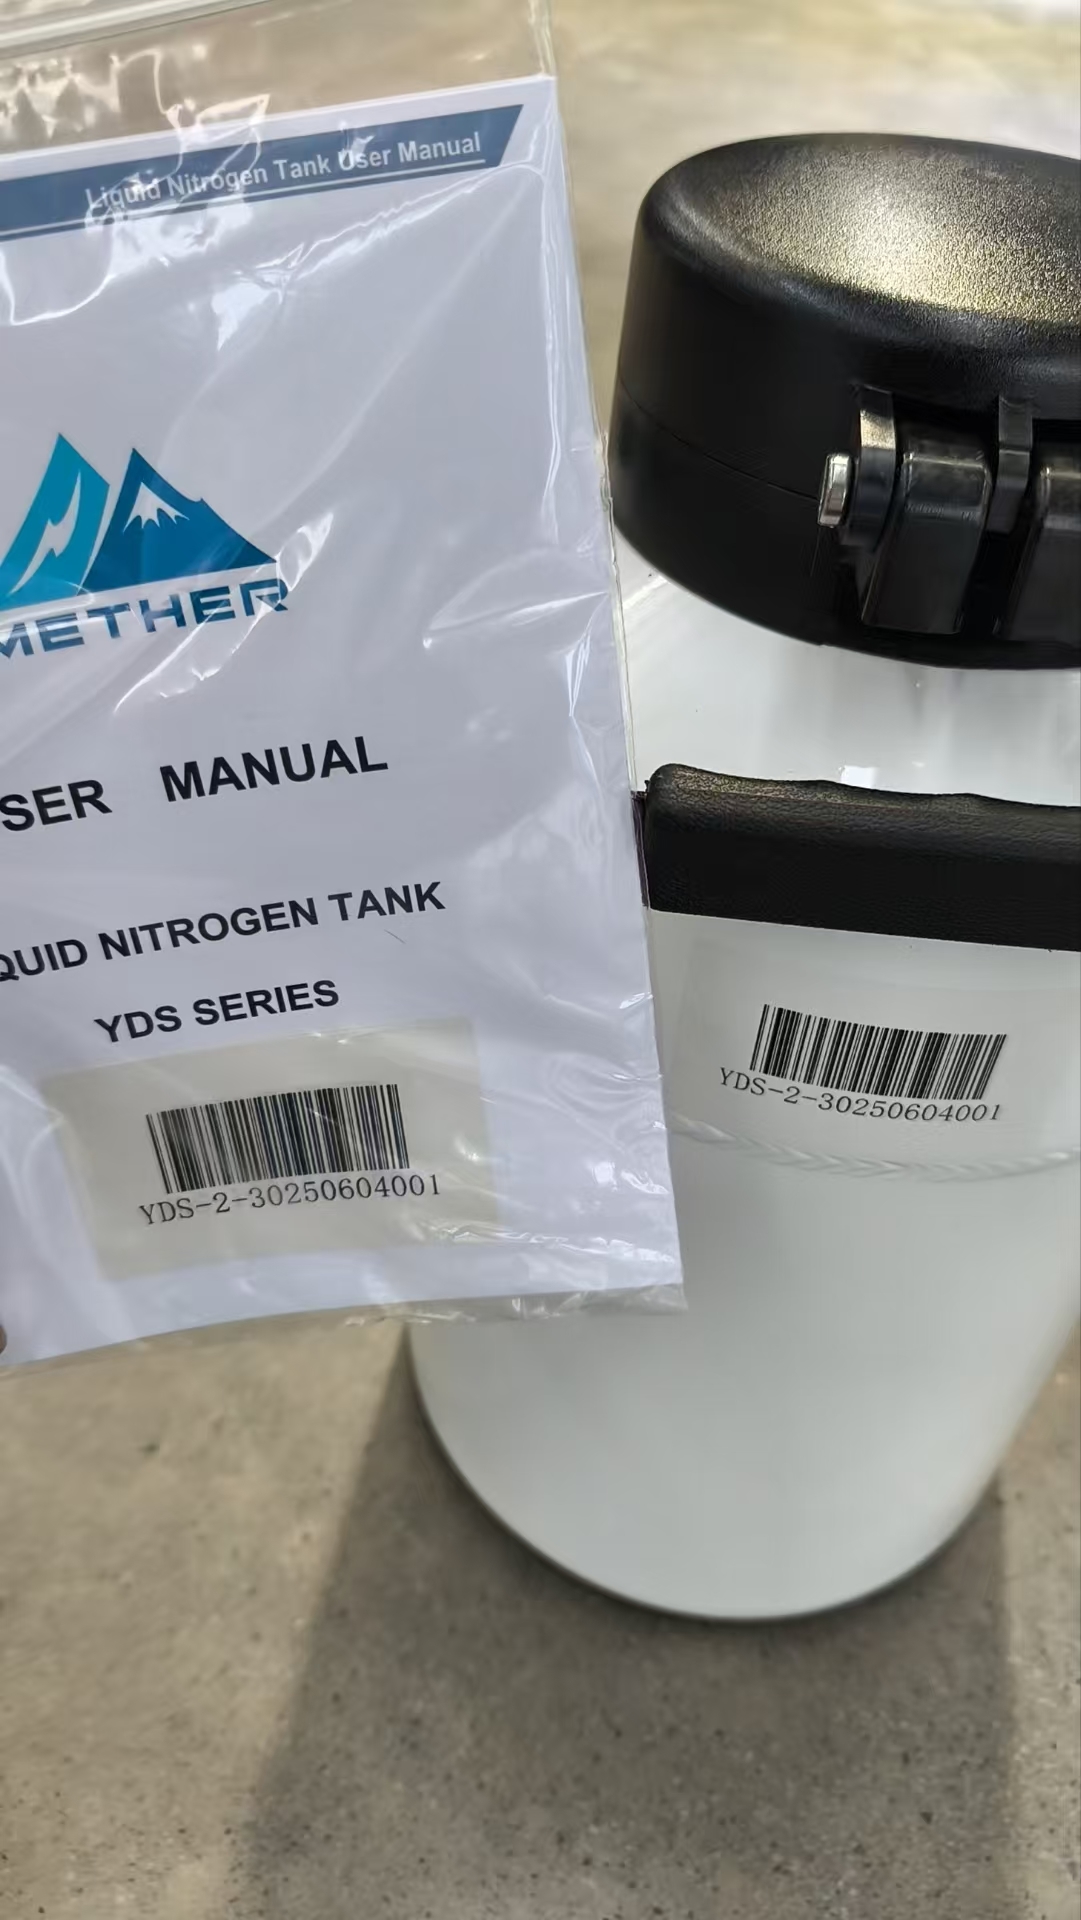 Liquid Nitrogen Tank User Manual
METHER
SER MANUAL
QUID NITROGEN TANK
YDS SERIES
YDS-2-30250604001
YDS-2-30250604001